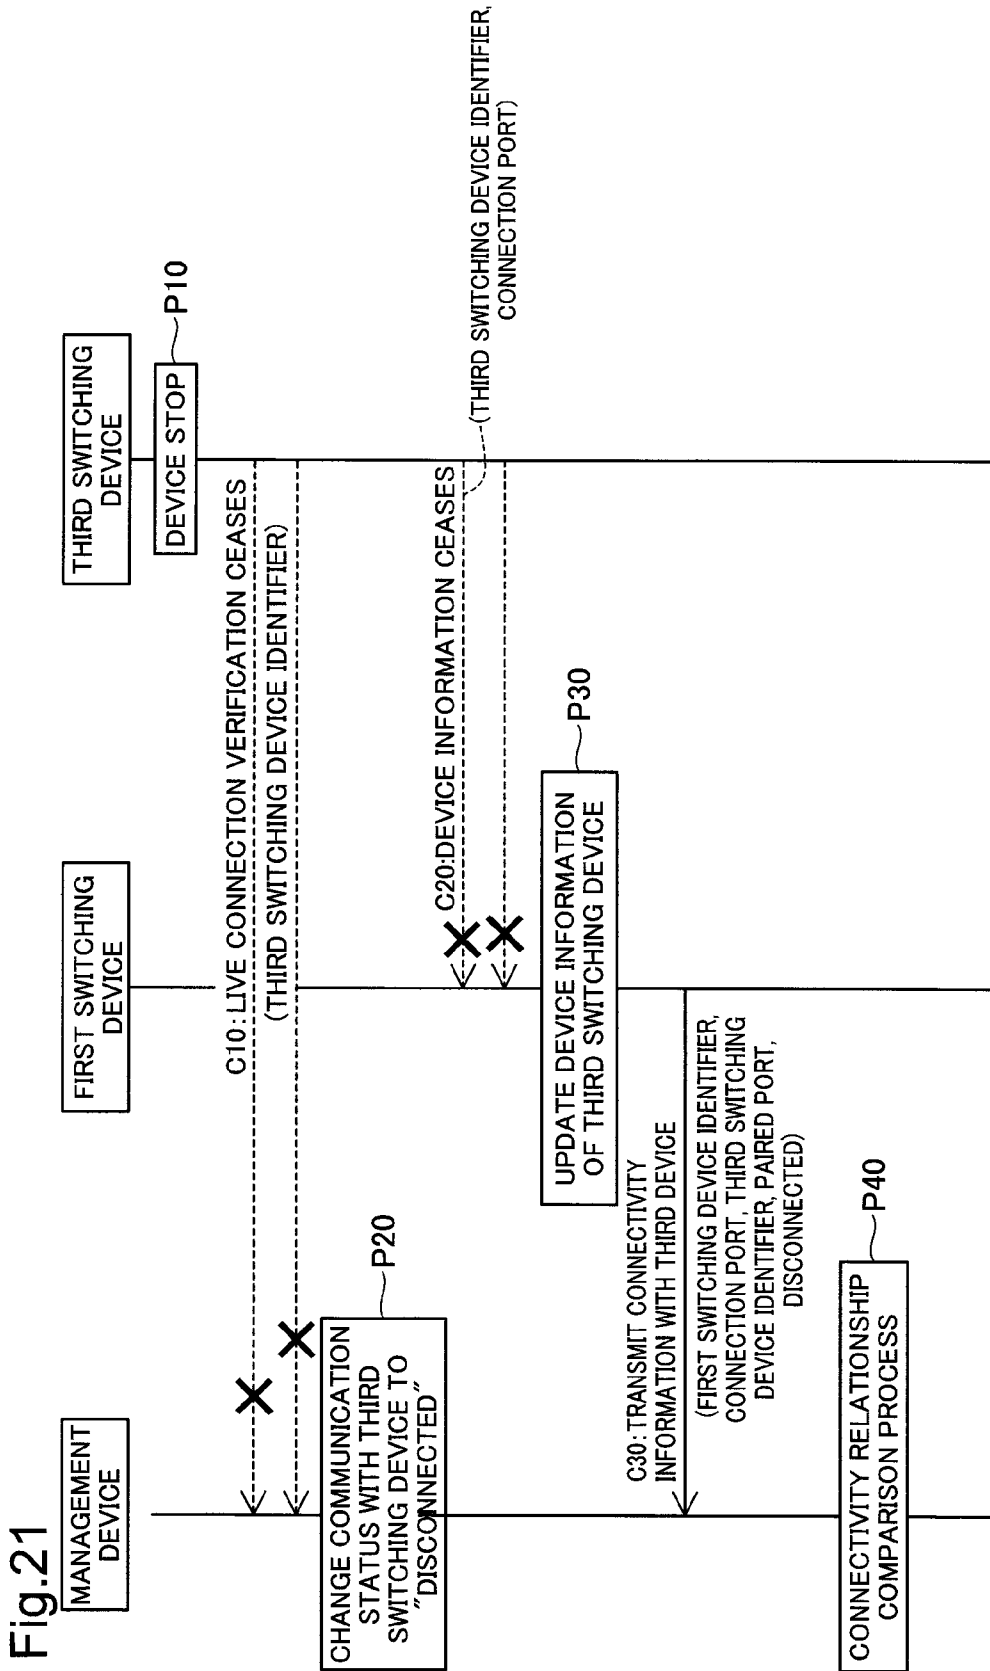 Fig.21
MANAGEMENT
DEVICE
FIRST SWITCHING
DEVICE
THIRD SWITCHING
DEVICE
DEVICE STOP
P10
C10:LIVE CONNECTION VERIFICATION CEASES
(THIRD SWITCHING DEVICE IDENTIFIER)
CHANGE COMMUNICATION
STATUS WITH THIRD
SWITCHING DEVICE TO
"DISCONNECTED"
P20
C20:DEVICE INFORMATION CEASES
(THIRD SWITCHING DEVICE IDENTIFIER,
CONNECTION PORT)
UPDATE DEVICE INFORMATION
OF THIRD SWITCHING DEVICE
P30
C30:TRANSMIT CONNECTIVITY
INFORMATION WITH THIRD DEVICE
(FIRST SWITCHING DEVICE IDENTIFIER,
CONNECTION PORT, THIRD SWITCHING
DEVICE IDENTIFIER, PAIRED PORT,
DISCONNECTED)
CONNECTIVITY RELATIONSHIP
COMPARISON PROCESS
P40